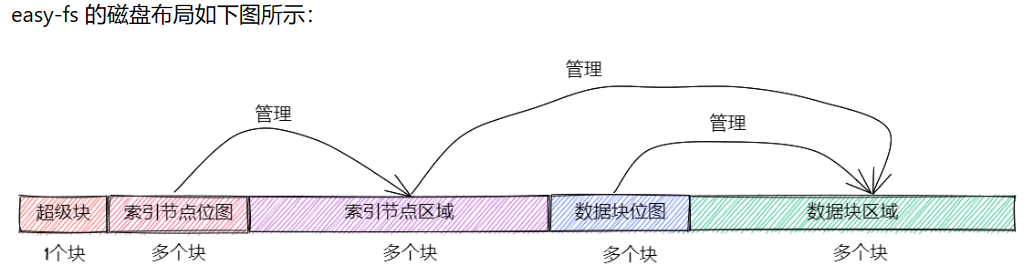 easy-fs 的磁盘布局如下图所示：
管理
管理
管理
超级块 索引节点位图 索引节点区域 数据块位图 数据块区域
1个块 多个块 多个块 多个块 多个块